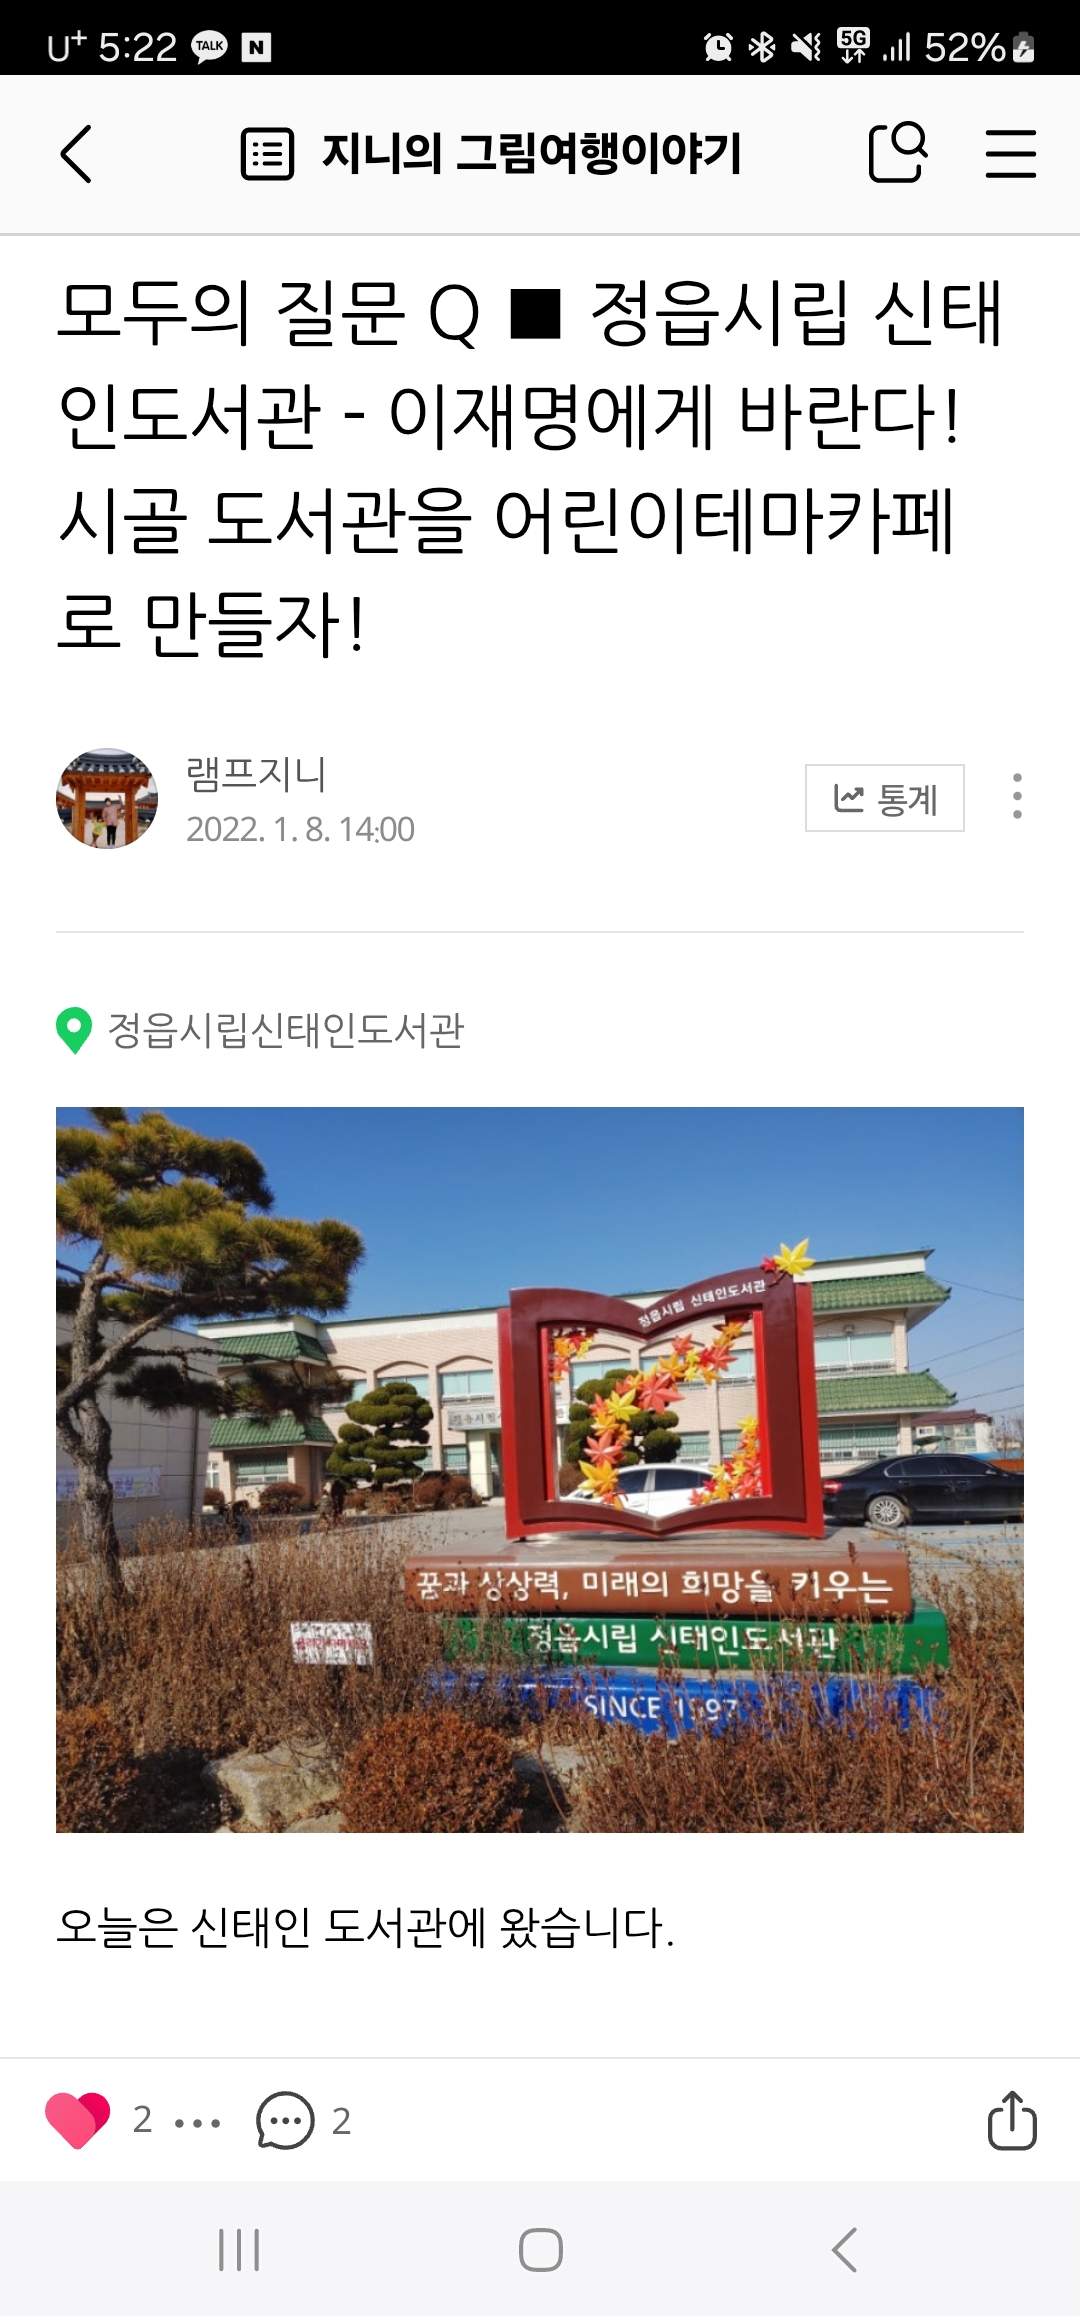 U+ 5:22 TALK N 5G 52%
지니의 그림여행이야기
모두의 질문 Q ■ 정읍시립 신태
인도서관 - 이재명에게 바란다!
시골 도서관을 어린이테마카페
로 만들자!
램프지니
2022. 1. 8. 14:00
통계
정읍시립신태인도서관
정읍시립 신태인도서관
꿈과 상상력, 미래의 희망을 키우는
정읍시립 신태인도서관
SINCE 1997
오늘은 신태인 도서관에 왔습니다.
2
2